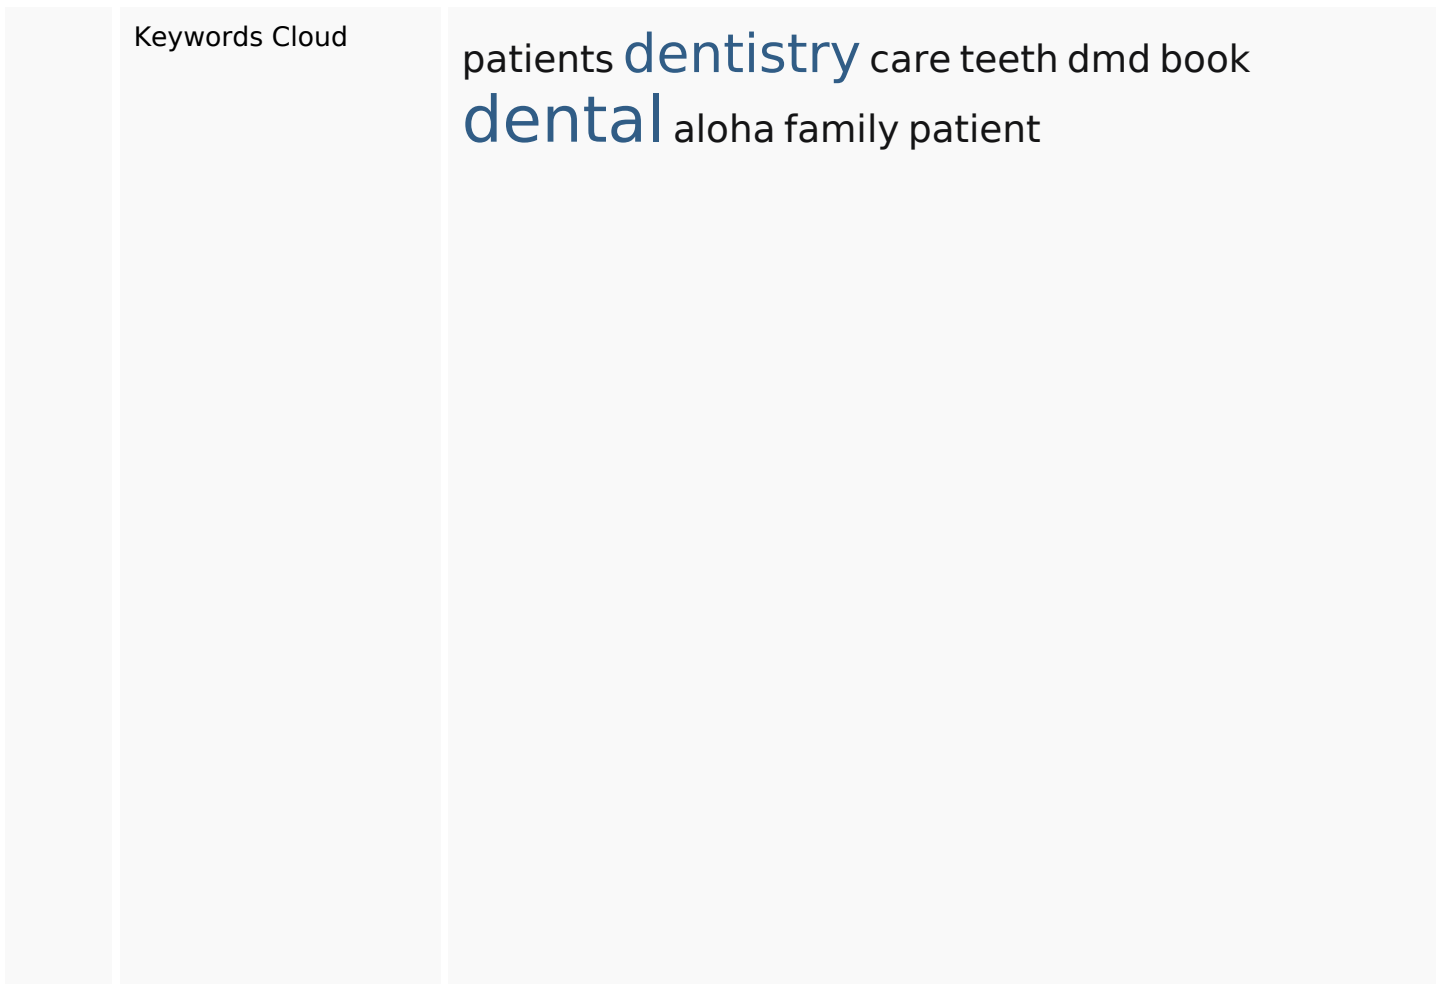 Keywords Cloud
patients dentistry care teeth dmd book
dental aloha family patient